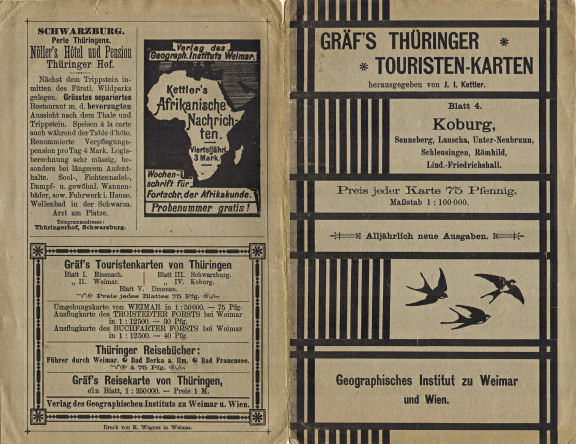 SCHWARZBURG.
Perle Thüringens.
Nöller's Hôtel und Pension
Thüringer Hof.
Nächst dem Trippstein in-
mitten des Fürstl. Wildparks
gelegen. Grösstes separiertes
Restaurant m. d. bevorzugten
Aussicht nach dem Thale und
Trippstein. Speisen à la carte
auch während der Table d'hôte.
Renommierte Verpflegungs-
pension pro Tag 4 Mark. Logis-
berechnung sehr mässig, be-
sonders bei längerem Aufent-
halte. Sool-, Fichtennadel-,
Dampf- u. gewöhnl. Wannen-
bäder, sow. Fuhrwerk i. Hause.
Wellenbad in der Schwarza.
Arzt am Platze.
Telegrammadresse:
Thüringerhof, Schwarzburg.
Verlag des
Geograph. Instituts Weimar.
Kettler's
Afrikanische
Nachrich-
ten.
Vierteljährl.
3 Mark.
Wochen-
schrift für
Fortschr. der Afrikakunde.
Probenummer gratis!
Gräf's Touristenkarten von Thüringen
Blatt I. Eisenach. Blatt III. Schwarzburg.
„ II. Weimar. „ IV. Koburg.
Blatt V. Ilmenau.
Preis jedes Blattes 75 Pfg.
Umgebungskarte von WEIMAR in 1 : 50000. — 75 Pfg.
Ausflugkarte des TROISTEDTER FORSTS bei Weimar
in 1 : 12500. — 30 Pfg.
Ausflugkarte des BUCHFARTER FORSTS bei Weimar
in 1 : 12500. — 40 Pfg.
Thüringer Reisebücher:
Führer durch Weimar. Bad Berka a. Ilm. Bad Frauensee.
à 75 Pfg.
Gräf's Reisekarte von Thüringen,
ein Blatt, 1 : 350000. — Preis 1 M.
Verlag des Geographischen Instituts zu Weimar u. Wien.
Druck von R. Wagner in Weimar.
GRÄF'S THÜRINGER *
* TOURISTEN-KARTEN
herausgegeben von J. I. Kettler.
Blatt 4.
Koburg,
Sonneberg, Lauscha, Unter-Neubrunn,
Schleusingen, Römhild,
Lind.-Friedrichshall.
Preis jeder Karte 75 Pfennig.
Maßstab 1 : 100 000.
Alljährlich neue Ausgaben.
Geographisches Institut zu Weimar
und Wien.